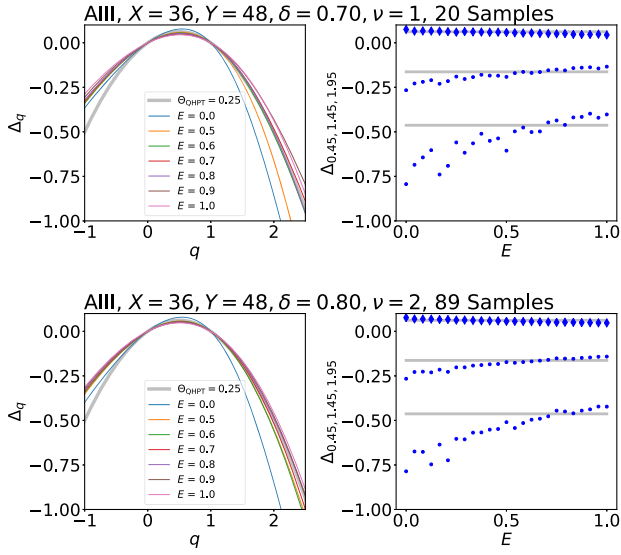 AIII, X = 36, Y = 48, δ = 0.70, ν = 1, 20 Samples
0.00
−0.25
−0.50
−0.75
−1.00
Δq
ΘQHPT = 0.25
E = 0.0
E = 0.5
E = 0.6
E = 0.7
E = 0.8
E = 0.9
E = 1.0
−1 0 1 2
q
0.00
−0.25
−0.50
−0.75
−1.00
Δ0.45, 1.45, 1.95
0.0 0.5 1.0
E
AIII, X = 36, Y = 48, δ = 0.80, ν = 2, 89 Samples
0.00
−0.25
−0.50
−0.75
−1.00
Δq
ΘQHPT = 0.25
E = 0.0
E = 0.5
E = 0.6
E = 0.7
E = 0.8
E = 0.9
E = 1.0
−1 0 1 2
q
0.00
−0.25
−0.50
−0.75
−1.00
Δ0.45, 1.45, 1.95
0.0 0.5 1.0
E